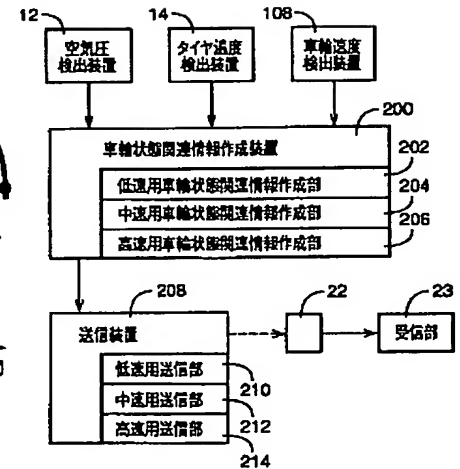 12
14
108
空気圧
検出装置
タイヤ温度
検出装置
車輪速度
検出装置
200
車輪状態関連情報作成装置
202
低速用車輪状態関連情報作成部
204
中速用車輪状態関連情報作成部
206
高速用車輪状態関連情報作成部
208
22
23
送信装置
受信部
低速用送信部
210
中速用送信部
212
高速用送信部
214